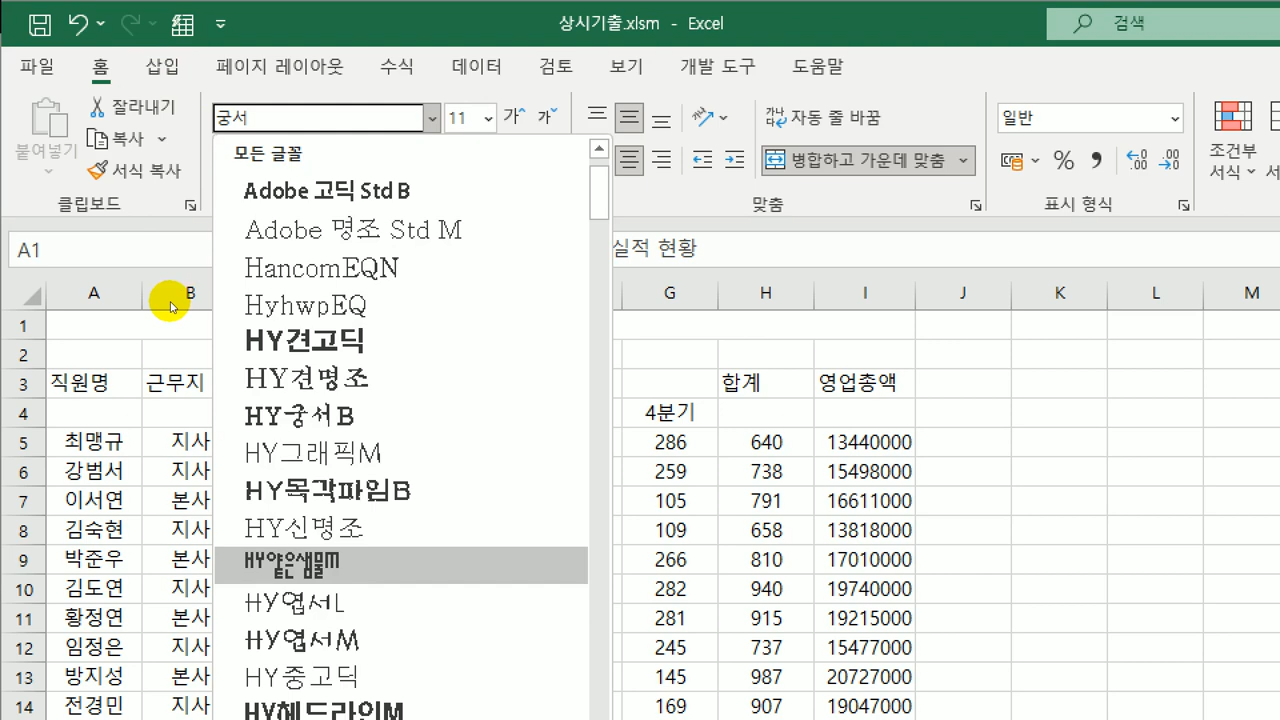 상시기출.xlsm - Excel
검색
파일 홈 삽입 페이지 레이아웃 수식 데이터 검토 보기 개발 도구 도움말
붙여넣기
잘라내기
복사
서식 복사
클립보드
궁서 11 가 가
가나다 자동 줄 바꿈
병합하고 가운데 맞춤
맞춤
일반
% 9
표시 형식
조건부
서식
서
모든 글꼴
Adobe 고딕 Std B
Adobe 명조 Std M
HancomEQN
HyhwpEQ
HY견고딕
HY견명조
HY궁서B
HY그래픽M
HY목각파임B
HY신명조
HY얕은샘물M
HY엽서L
HY엽서M
HY중고딕
HY헤드라인M
A1
실적 현황
A B G H I J K L M
1
2
3 직원명 근무지 합계 영업총액
4 4분기
5 최맹규 지사 286 640 13440000
6 강범서 지사 259 738 15498000
7 이서연 본사 105 791 16611000
8 김숙현 지사 109 658 13818000
9 박준우 본사 266 810 17010000
10 김도연 지사 282 940 19740000
11 황정연 본사 281 915 19215000
12 임정은 지사 245 737 15477000
13 방지성 본사 145 987 20727000
14 전경민 지사 169 907 19047000